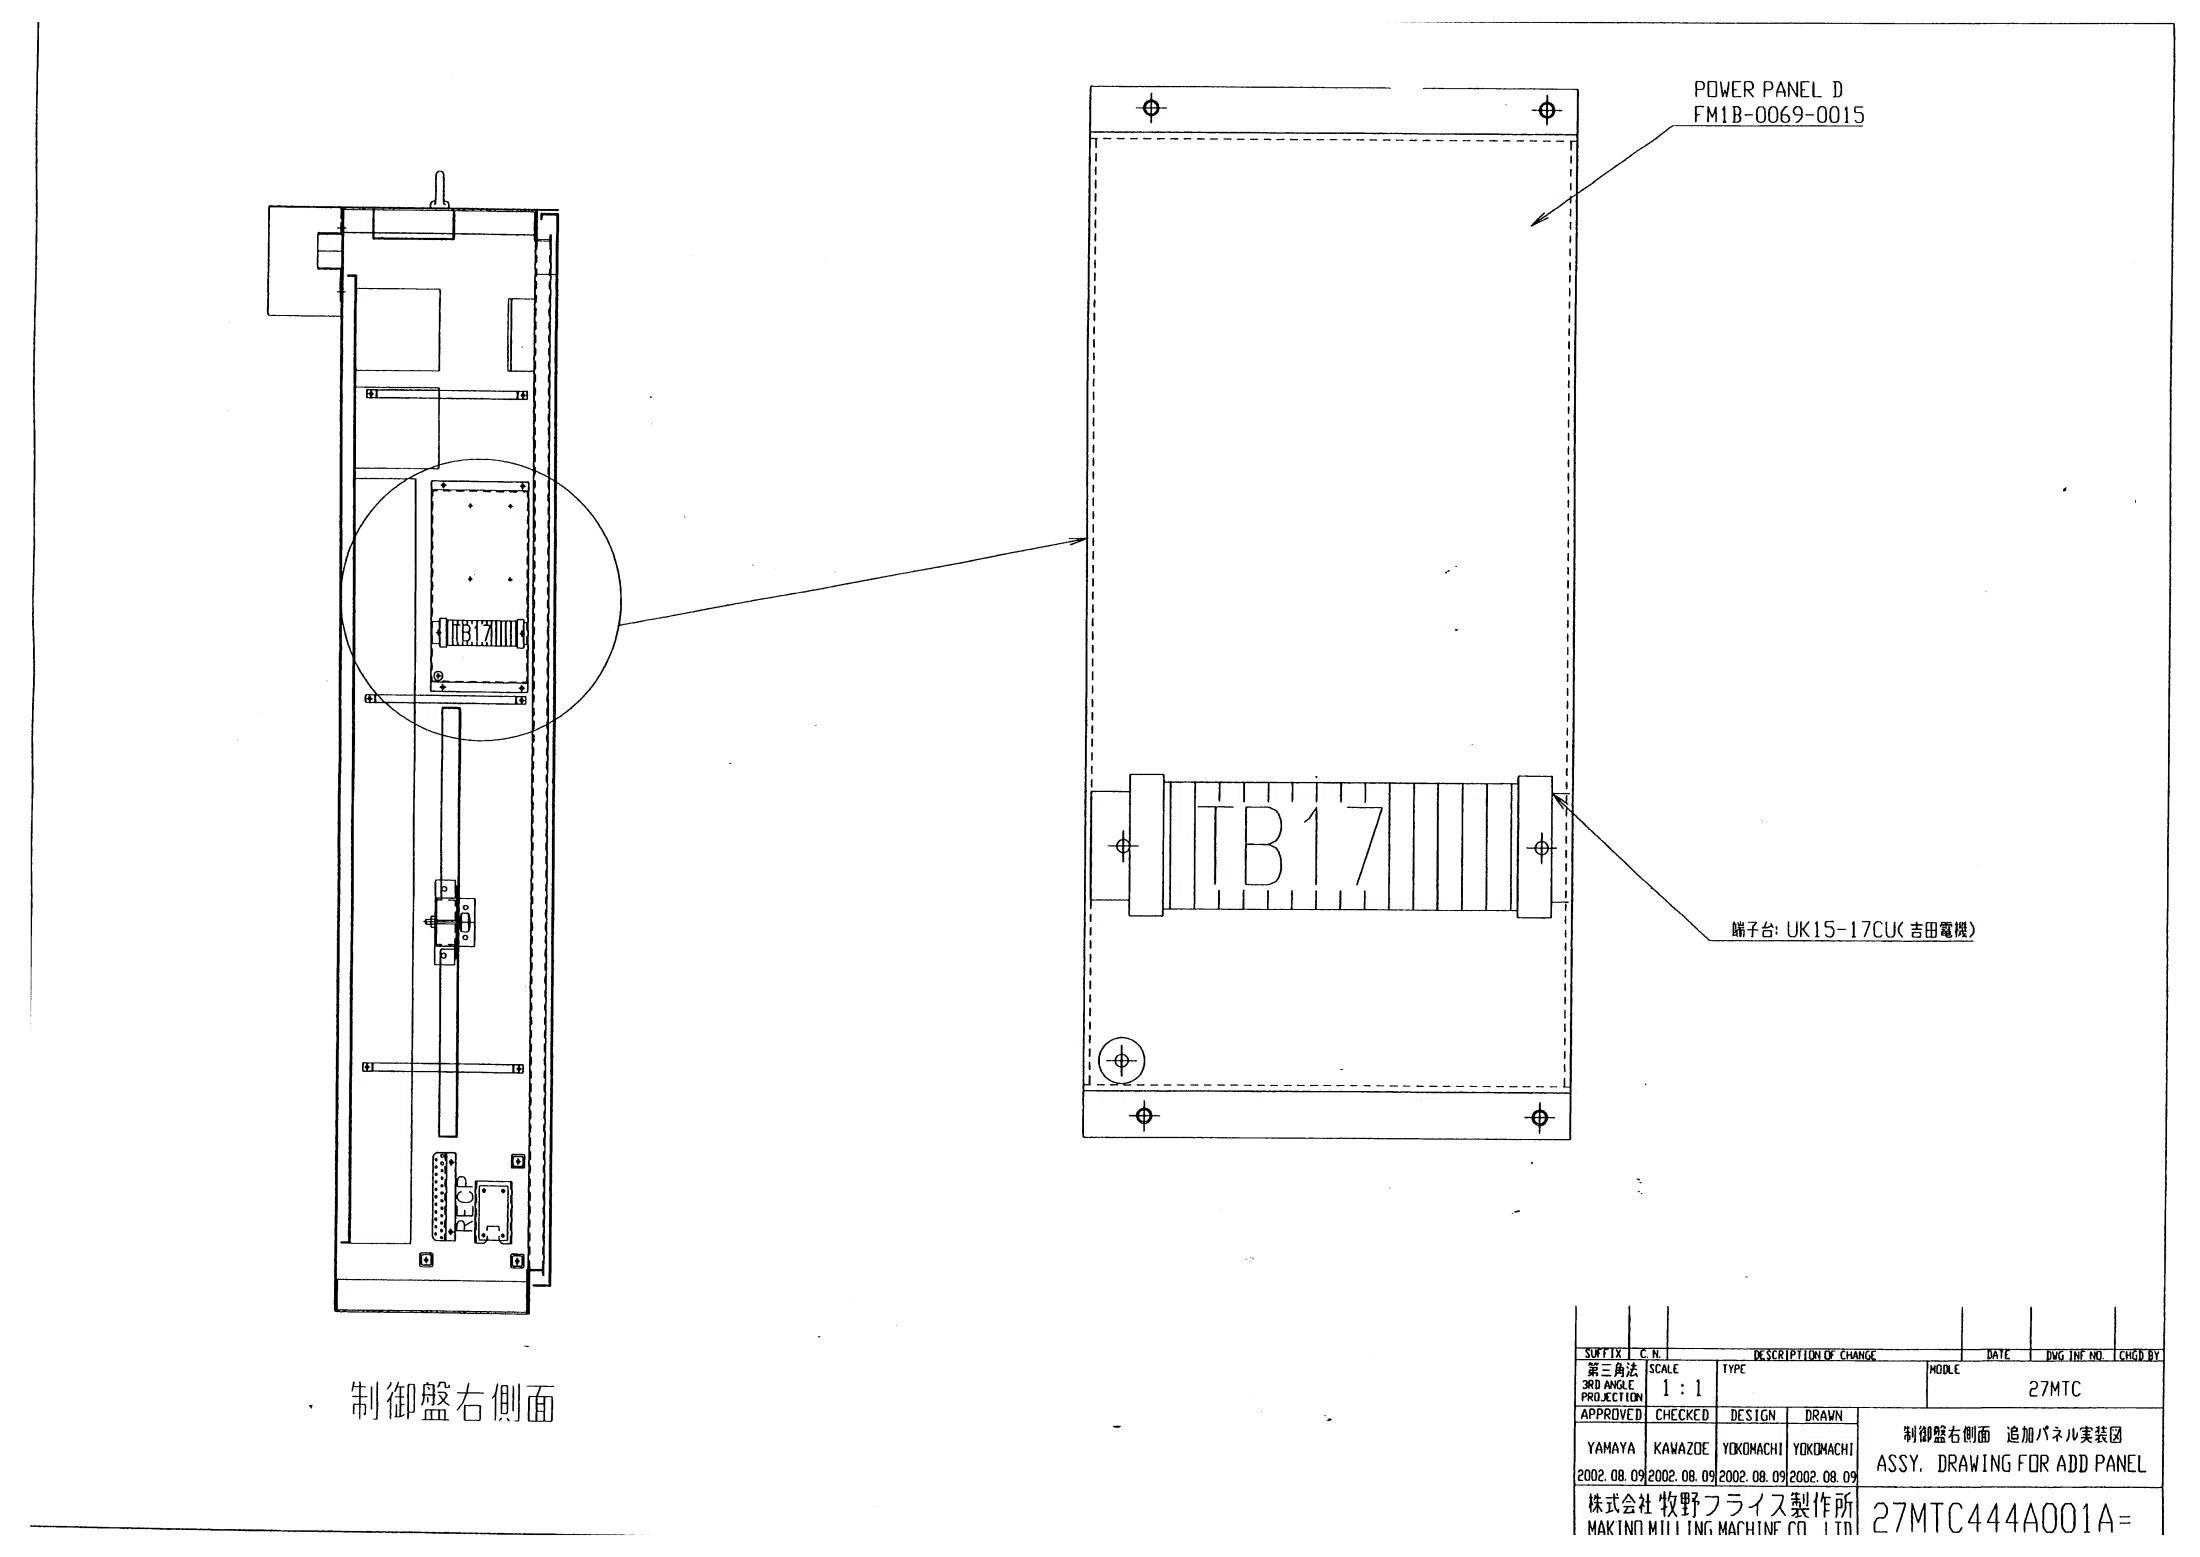 POWER PANEL D
FM1B-0069-0015
TB17
TB17
端子台: UK15-17CU(吉田電機)
RECP
制御盤右側面
SUFFIX C. N. DESCRIPTION OF CHANGE DATE DWG INF NO. CHGD BY
第三角法
3RD ANGLE
PROJECTION
SCALE
1 : 1
TYPE
MODLE
27MTC
APPROVED CHECKED DESIGN DRAWN
YAMAYA KAWAZOE YOKOMACHI YOKOMACHI
2002. 08. 09 2002. 08. 09 2002. 08. 09 2002. 08. 09
制御盤右側面 追加パネル実装図
ASSY. DRAWING FOR ADD PANEL
株式会社 牧野フライス製作所
MAKINO MILLING MACHINE CO., LTD
27MTC444A001A=